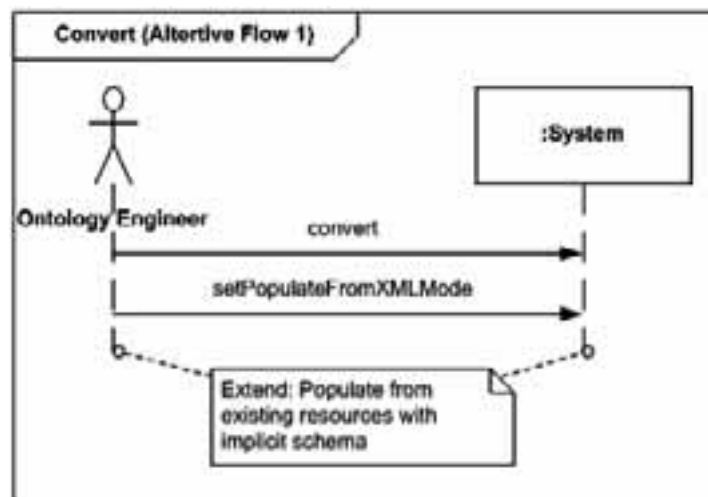 Convert (Altertive Flow 1)
:System
Ontology Engineer
convert
setPopulateFromXMLMode
Extend: Populate from
existing resources with
implicit schema